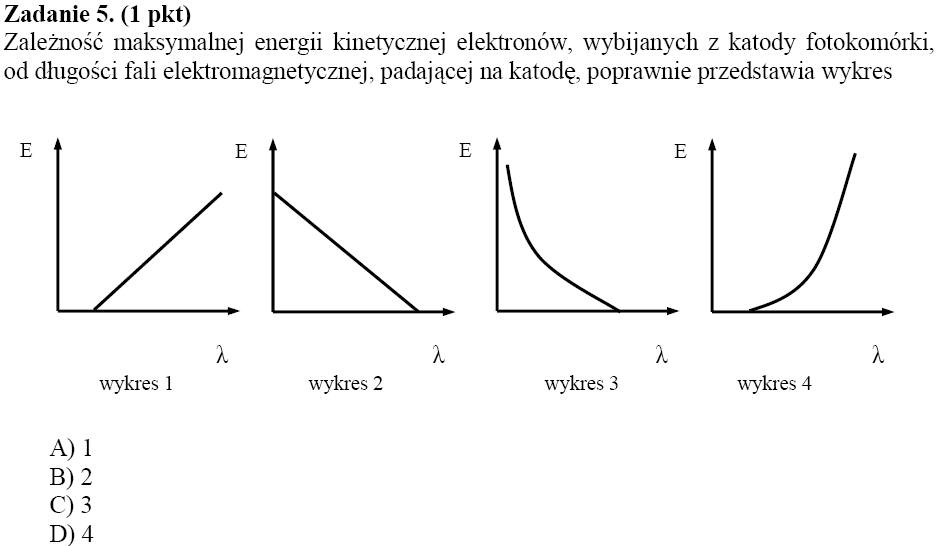 Zadanie 5. (1 pkt)
Zależność maksymalnej energii kinetycznej elektronów, wybijanych z katody fotokomórki,
od długości fali elektromagnetycznej, padającej na katodę, poprawnie przedstawia wykres
E E E E
λ λ λ λ
wykres 1 wykres 2 wykres 3 wykres 4
A) 1
B) 2
C) 3
D) 4